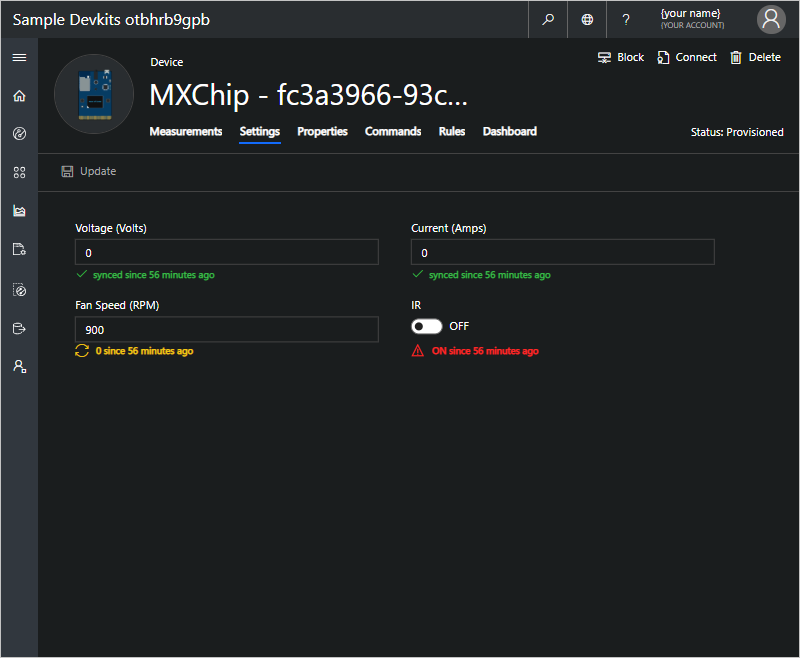 Sample Devkits otbhrb9gpb
?
{your name}
(YOUR ACCOUNT)
Device
Block
Connect
Delete
MXChip - fc3a3966-93c...
Measurements Settings Properties Commands Rules Dashboard
Status: Provisioned
Update
Voltage (Volts)
0
synced since 56 minutes ago
Current (Amps)
0
synced since 56 minutes ago
Fan Speed (RPM)
900
0 since 56 minutes ago
IR
OFF
ON since 56 minutes ago